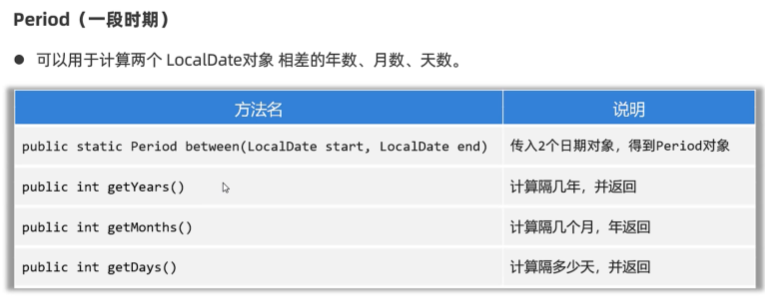 Period（一段时期）
● 可以用于计算两个 LocalDate对象 相差的年数、月数、天数。
方法名 说明
public static Period between(LocalDate start, LocalDate end) 传入2个日期对象，得到Period对象
public int getYears() 计算隔几年，并返回
public int getMonths() 计算隔几个月，年返回
public int getDays() 计算隔多少天，并返回